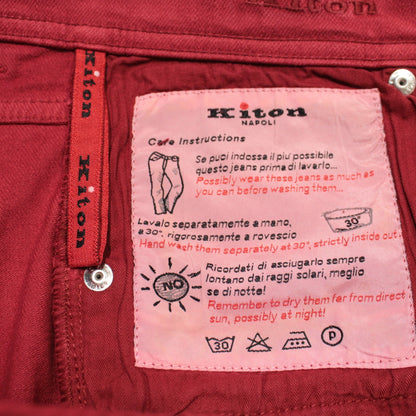 Kiton
Kiton
Kiton
Kiton
NAPOLI
Care Instructions
Se puoi indossa il piu' possibile
questo jeans prima di lavarlo...
Possibly wear these jeans as much as
you can before washing them...
Lavalo separatamente a mano,
a 30°, rigorosamente a rovescio
30°
Hand wash them separately at 30°, strictly inside out
NO
Ricordati di asciugarlo sempre
lontano dai raggi solari, meglio
se di notte!
Remember to dry them far from direct
sun, possibly at night!
30
P